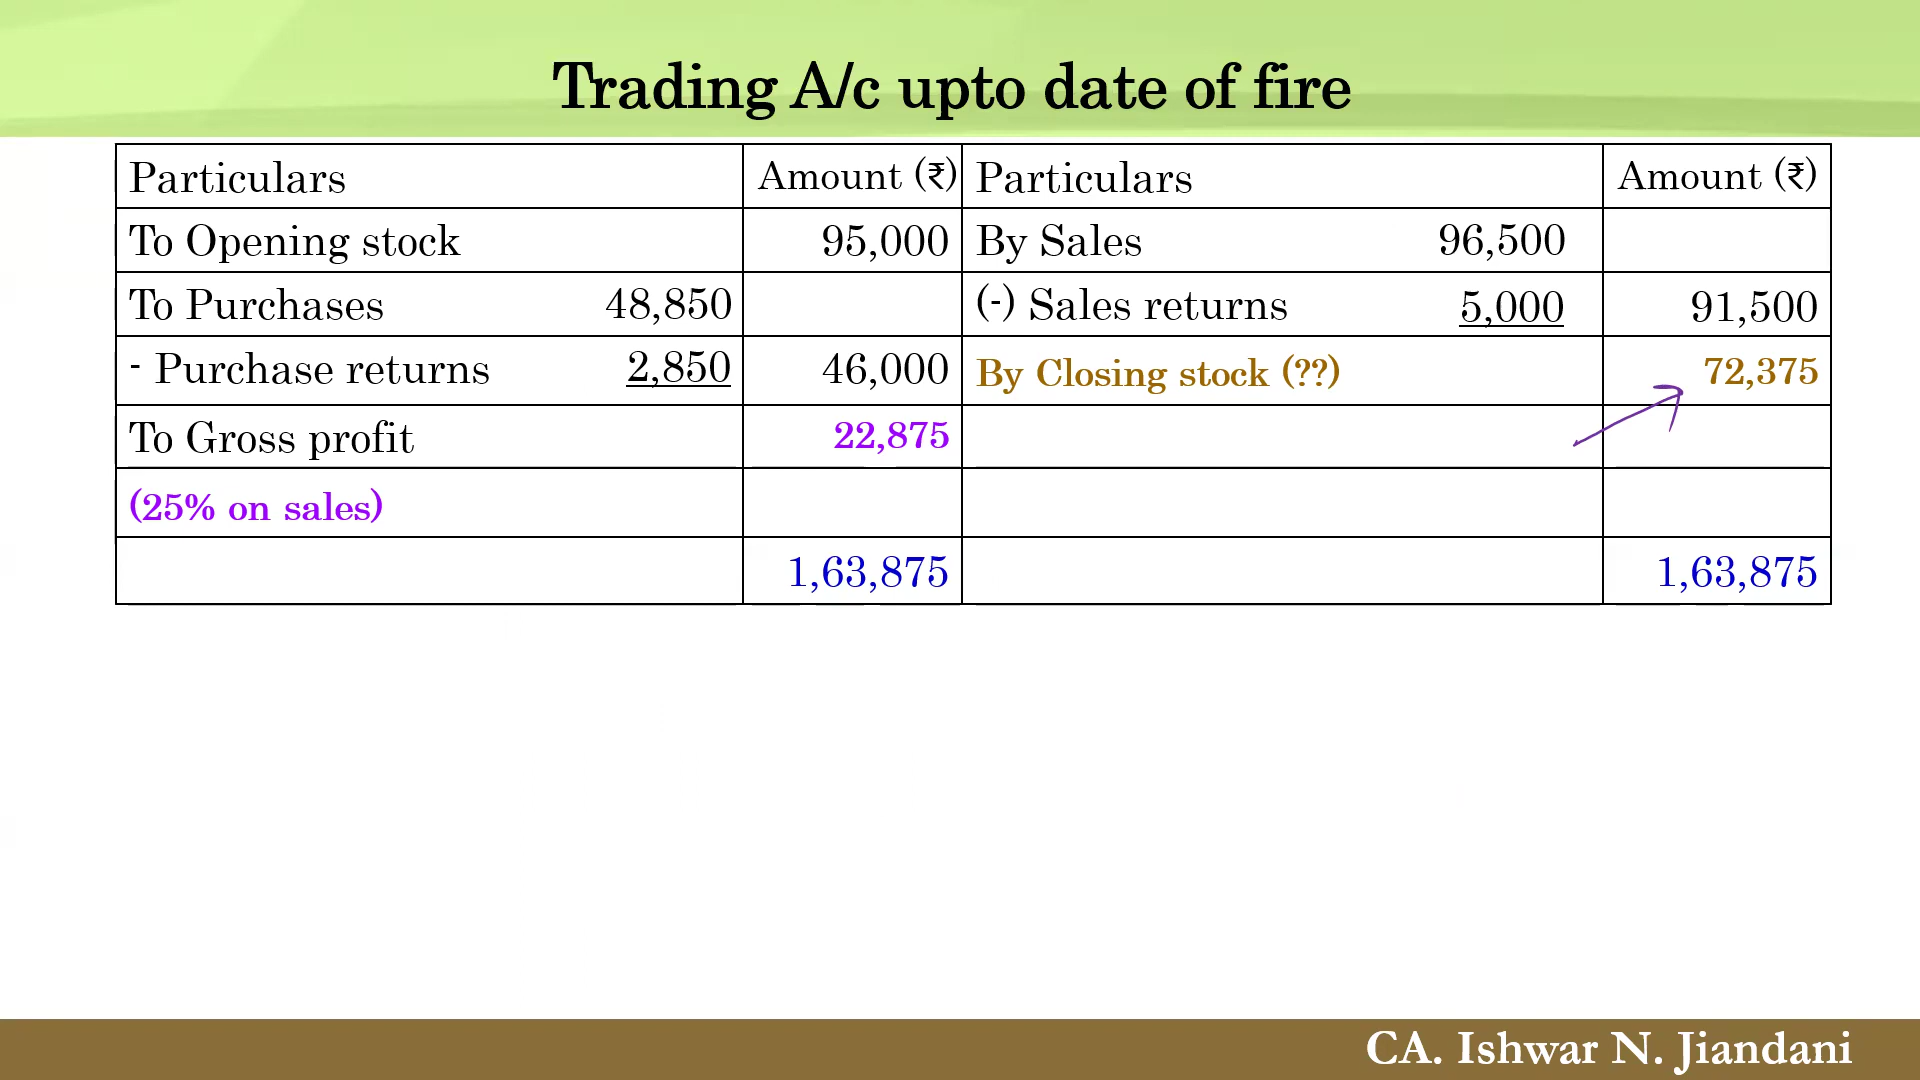 Trading A/c upto date of fire
Particulars Amount (₹) Particulars Amount (₹)
To Opening stock 95,000 By Sales 96,500
To Purchases 48,850 (-) Sales returns 5,000 91,500
- Purchase returns 2,850 46,000 By Closing stock (??) 72,375
To Gross profit 22,875
(25% on sales)
1,63,875 1,63,875
CA. Ishwar N. Jiandani